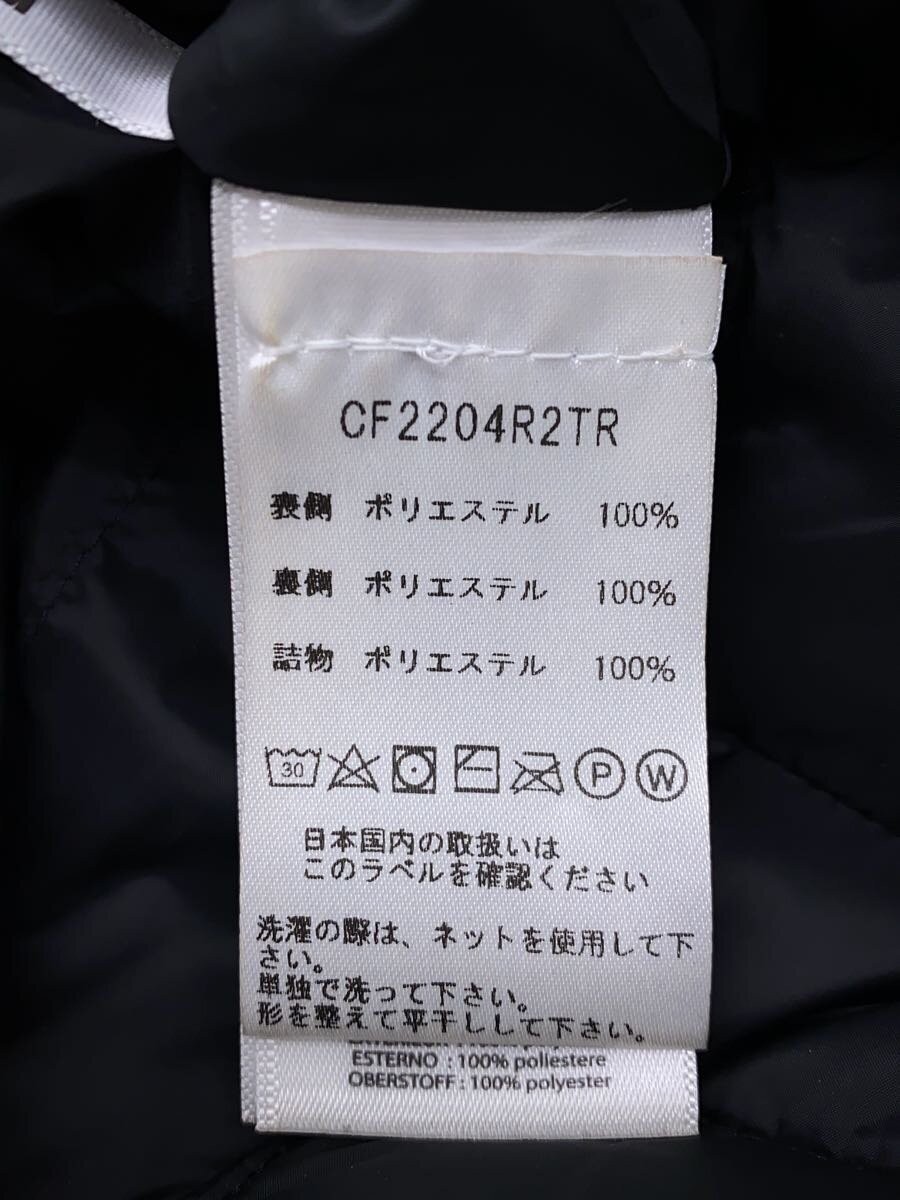 CF2204R2TR
表側 ポリエステル 100%
裏側 ポリエステル 100%
詰物 ポリエステル 100%
30
P
W
日本国内の取扱いは
このラベルを確認ください
洗濯の際は、ネットを使用して下
さい。
単独で洗って下さい。
形を整えて平干しして下さい。
ESTERNO : 100% poliestere
OBERSTOFF : 100% polyester